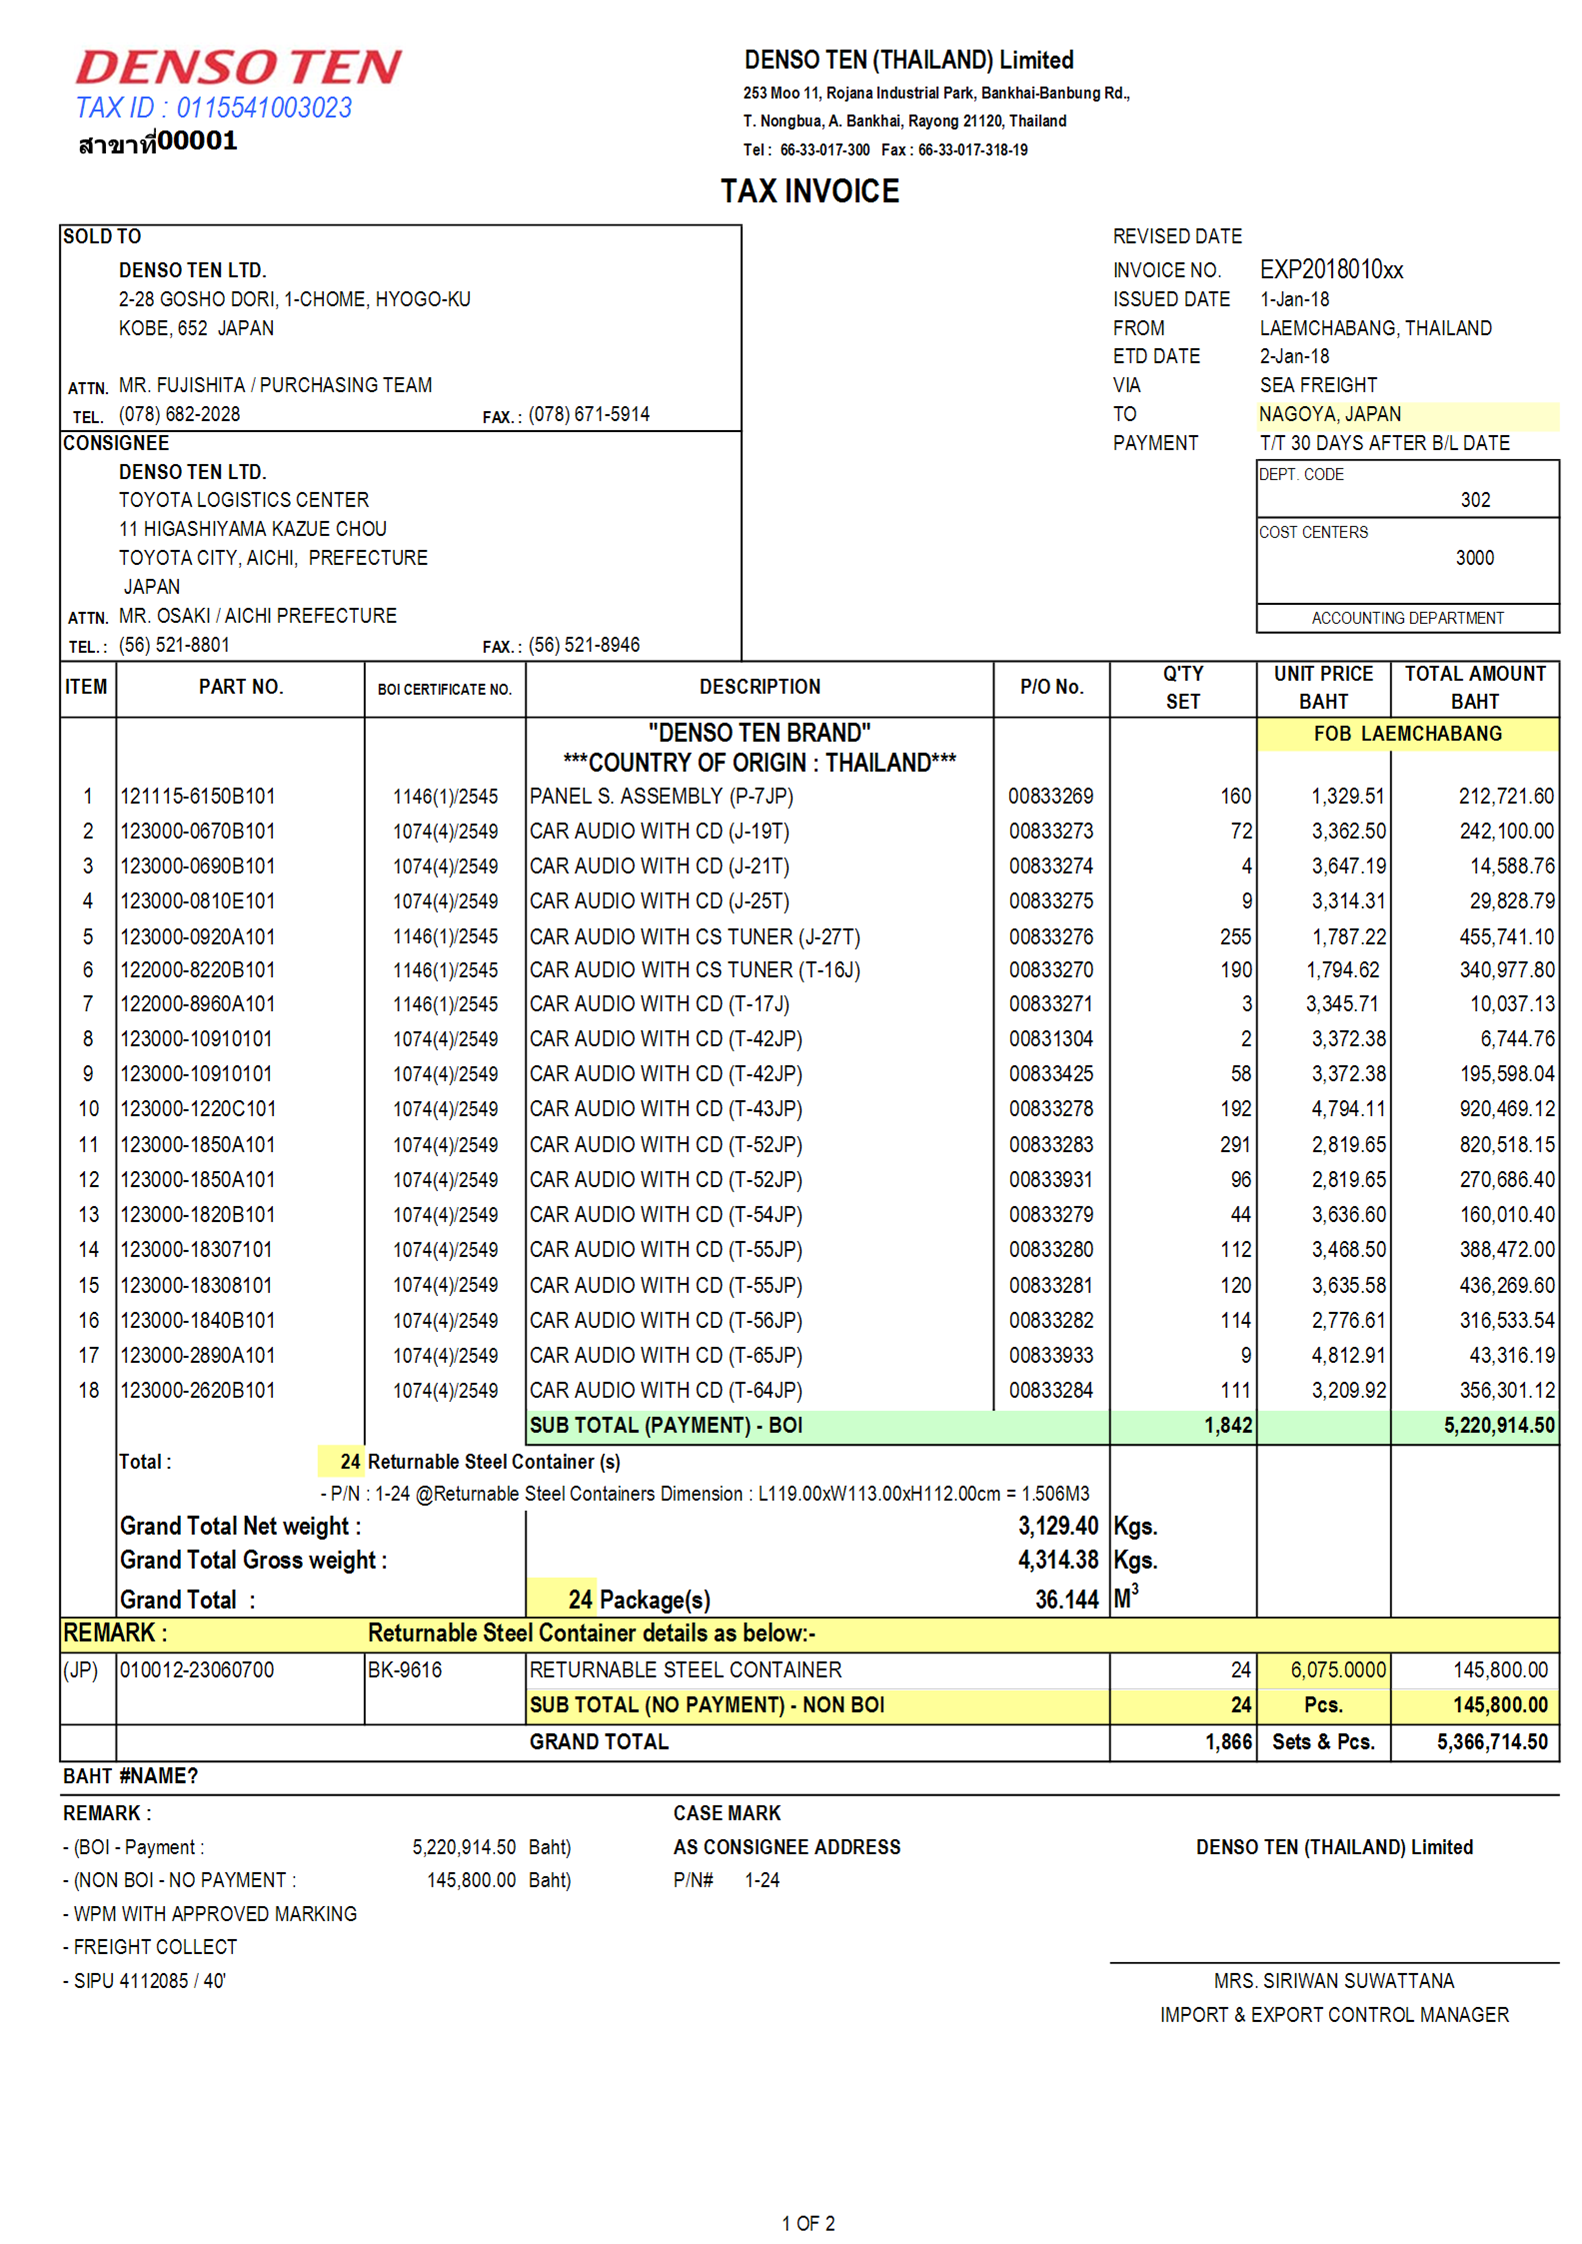 DENSO TEN
TAX ID : 0115541003023
สาขาที่00001
DENSO TEN (THAILAND) Limited
253 Moo 11, Rojana Industrial Park, Bankhai-Banbung Rd.,
T. Nongbua, A. Bankhai, Rayong 21120, Thailand
Tel : 66-33-017-300 Fax : 66-33-017-318-19
TAX INVOICE
SOLD TO
DENSO TEN LTD.
2-28 GOSHO DORI, 1-CHOME, HYOGO-KU
KOBE, 652 JAPAN
ATTN. MR. FUJISHITA / PURCHASING TEAM
TEL. (078) 682-2028 FAX. : (078) 671-5914
CONSIGNEE
DENSO TEN LTD.
TOYOTA LOGISTICS CENTER
11 HIGASHIYAMA KAZUE CHOU
TOYOTA CITY, AICHI, PREFECTURE
JAPAN
ATTN. MR. OSAKI / AICHI PREFECTURE
TEL. : (56) 521-8801 FAX. : (56) 521-8946
REVISED DATE
INVOICE NO. EXP2018010xx
ISSUED DATE 1-Jan-18
FROM LAEMCHABANG, THAILAND
ETD DATE 2-Jan-18
VIA SEA FREIGHT
TO NAGOYA, JAPAN
PAYMENT T/T 30 DAYS AFTER B/L DATE
DEPT. CODE
302
COST CENTERS
3000
ACCOUNTING DEPARTMENT
ITEM PART NO. BOI CERTIFICATE NO. DESCRIPTION P/O No. Q'TY SET UNIT PRICE BAHT TOTAL AMOUNT BAHT
"DENSO TEN BRAND" FOB LAEMCHABANG
***COUNTRY OF ORIGIN : THAILAND***
1 121115-6150B101 1146(1)/2545 PANEL S. ASSEMBLY (P-7JP) 00833269 160 1,329.51 212,721.60
2 123000-0670B101 1074(4)/2549 CAR AUDIO WITH CD (J-19T) 00833273 72 3,362.50 242,100.00
3 123000-0690B101 1074(4)/2549 CAR AUDIO WITH CD (J-21T) 00833274 4 3,647.19 14,588.76
4 123000-0810E101 1074(4)/2549 CAR AUDIO WITH CD (J-25T) 00833275 9 3,314.31 29,828.79
5 123000-0920A101 1146(1)/2545 CAR AUDIO WITH CS TUNER (J-27T) 00833276 255 1,787.22 455,741.10
6 122000-8220B101 1146(1)/2545 CAR AUDIO WITH CS TUNER (T-16J) 00833270 190 1,794.62 340,977.80
7 122000-8960A101 1146(1)/2545 CAR AUDIO WITH CD (T-17J) 00833271 3 3,345.71 10,037.13
8 123000-10910101 1074(4)/2549 CAR AUDIO WITH CD (T-42JP) 00831304 2 3,372.38 6,744.76
9 123000-10910101 1074(4)/2549 CAR AUDIO WITH CD (T-42JP) 00833425 58 3,372.38 195,598.04
10 123000-1220C101 1074(4)/2549 CAR AUDIO WITH CD (T-43JP) 00833278 192 4,794.11 920,469.12
11 123000-1850A101 1074(4)/2549 CAR AUDIO WITH CD (T-52JP) 00833283 291 2,819.65 820,518.15
12 123000-1850A101 1074(4)/2549 CAR AUDIO WITH CD (T-52JP) 00833931 96 2,819.65 270,686.40
13 123000-1820B101 1074(4)/2549 CAR AUDIO WITH CD (T-54JP) 00833279 44 3,636.60 160,010.40
14 123000-18307101 1074(4)/2549 CAR AUDIO WITH CD (T-55JP) 00833280 112 3,468.50 388,472.00
15 123000-18308101 1074(4)/2549 CAR AUDIO WITH CD (T-55JP) 00833281 120 3,635.58 436,269.60
16 123000-1840B101 1074(4)/2549 CAR AUDIO WITH CD (T-56JP) 00833282 114 2,776.61 316,533.54
17 123000-2890A101 1074(4)/2549 CAR AUDIO WITH CD (T-65JP) 00833933 9 4,812.91 43,316.19
18 123000-2620B101 1074(4)/2549 CAR AUDIO WITH CD (T-64JP) 00833284 111 3,209.92 356,301.12
SUB TOTAL (PAYMENT) - BOI 1,842 5,220,914.50
Total : 24 Returnable Steel Container (s)
- P/N : 1-24 @Returnable Steel Containers Dimension : L119.00xW113.00xH112.00cm = 1.506M3
Grand Total Net weight : 3,129.40 Kgs.
Grand Total Gross weight : 4,314.38 Kgs.
Grand Total : 24 Package(s) 36.144 M3
REMARK : Returnable Steel Container details as below:-
(JP) 010012-23060700 BK-9616 RETURNABLE STEEL CONTAINER 24 6,075.0000 145,800.00
SUB TOTAL (NO PAYMENT) - NON BOI 24 Pcs. 145,800.00
GRAND TOTAL 1,866 Sets & Pcs. 5,366,714.50
BAHT #NAME?
REMARK : CASE MARK
- (BOI - Payment : 5,220,914.50 Baht) AS CONSIGNEE ADDRESS DENSO TEN (THAILAND) Limited
- (NON BOI - NO PAYMENT : 145,800.00 Baht) P/N# 1-24
- WPM WITH APPROVED MARKING
- FREIGHT COLLECT
- SIPU 4112085 / 40'
MRS. SIRIWAN SUWATTANA
IMPORT & EXPORT CONTROL MANAGER
1 OF 2